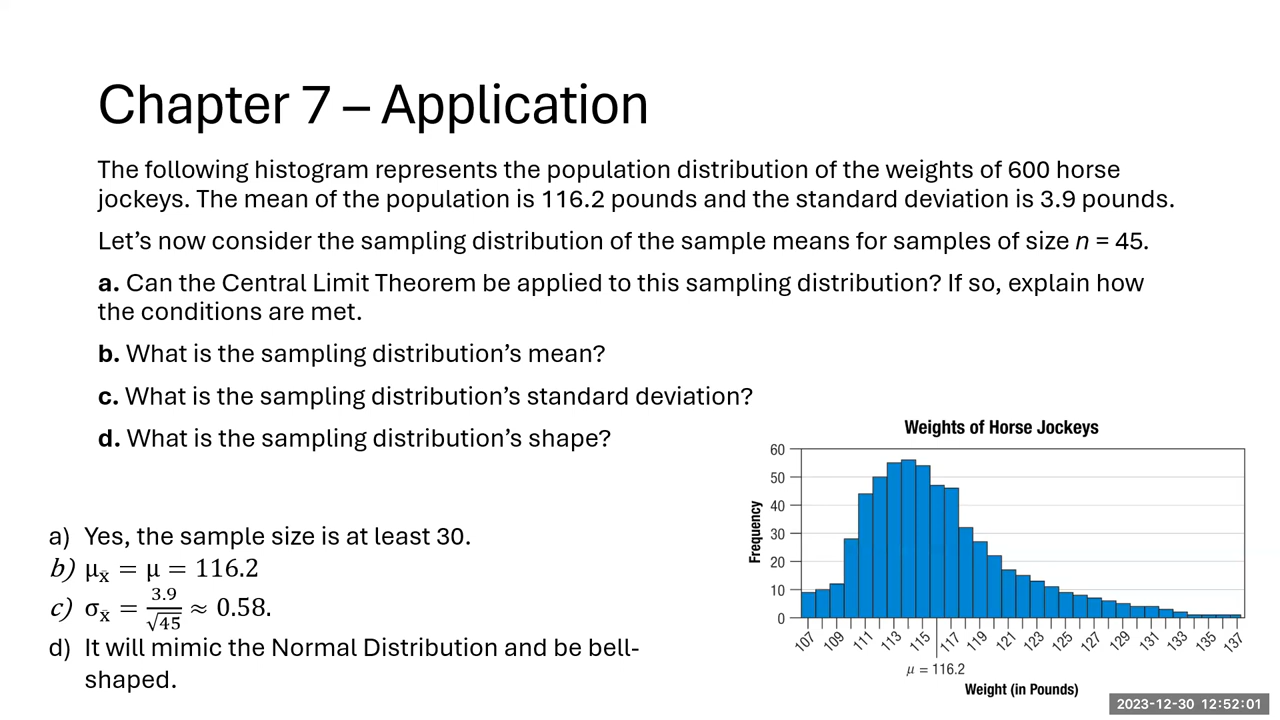 Chapter 7 – Application
The following histogram represents the population distribution of the weights of 600 horse
jockeys. The mean of the population is 116.2 pounds and the standard deviation is 3.9 pounds.
Let’s now consider the sampling distribution of the sample means for samples of size n = 45.
a. Can the Central Limit Theorem be applied to this sampling distribution? If so, explain how
the conditions are met.
b. What is the sampling distribution’s mean?
c. What is the sampling distribution’s standard deviation?
d. What is the sampling distribution’s shape?
a) Yes, the sample size is at least 30.
b) μx̄ = μ = 116.2
c) σx̄ = 3.9/√45 ≈ 0.58.
d) It will mimic the Normal Distribution and be bell-
shaped.
Weights of Horse Jockeys
Frequency
60
50
40
30
20
10
0
107 109 111 113 115 117 119 121 123 125 127 129 131 133 135 137
μ = 116.2
Weight (in Pounds)
2023-12-30 12:52:01